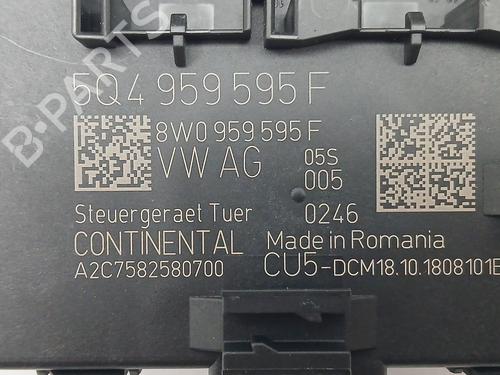 5Q4 959 595 F
8W0 959 595 F
VW AG 05S
005
Steuergeraet Tuer 0246
CONTINENTAL Made in Romania
A2C7582580700 CU5-DCM18.10.1808101E
B-PARTS